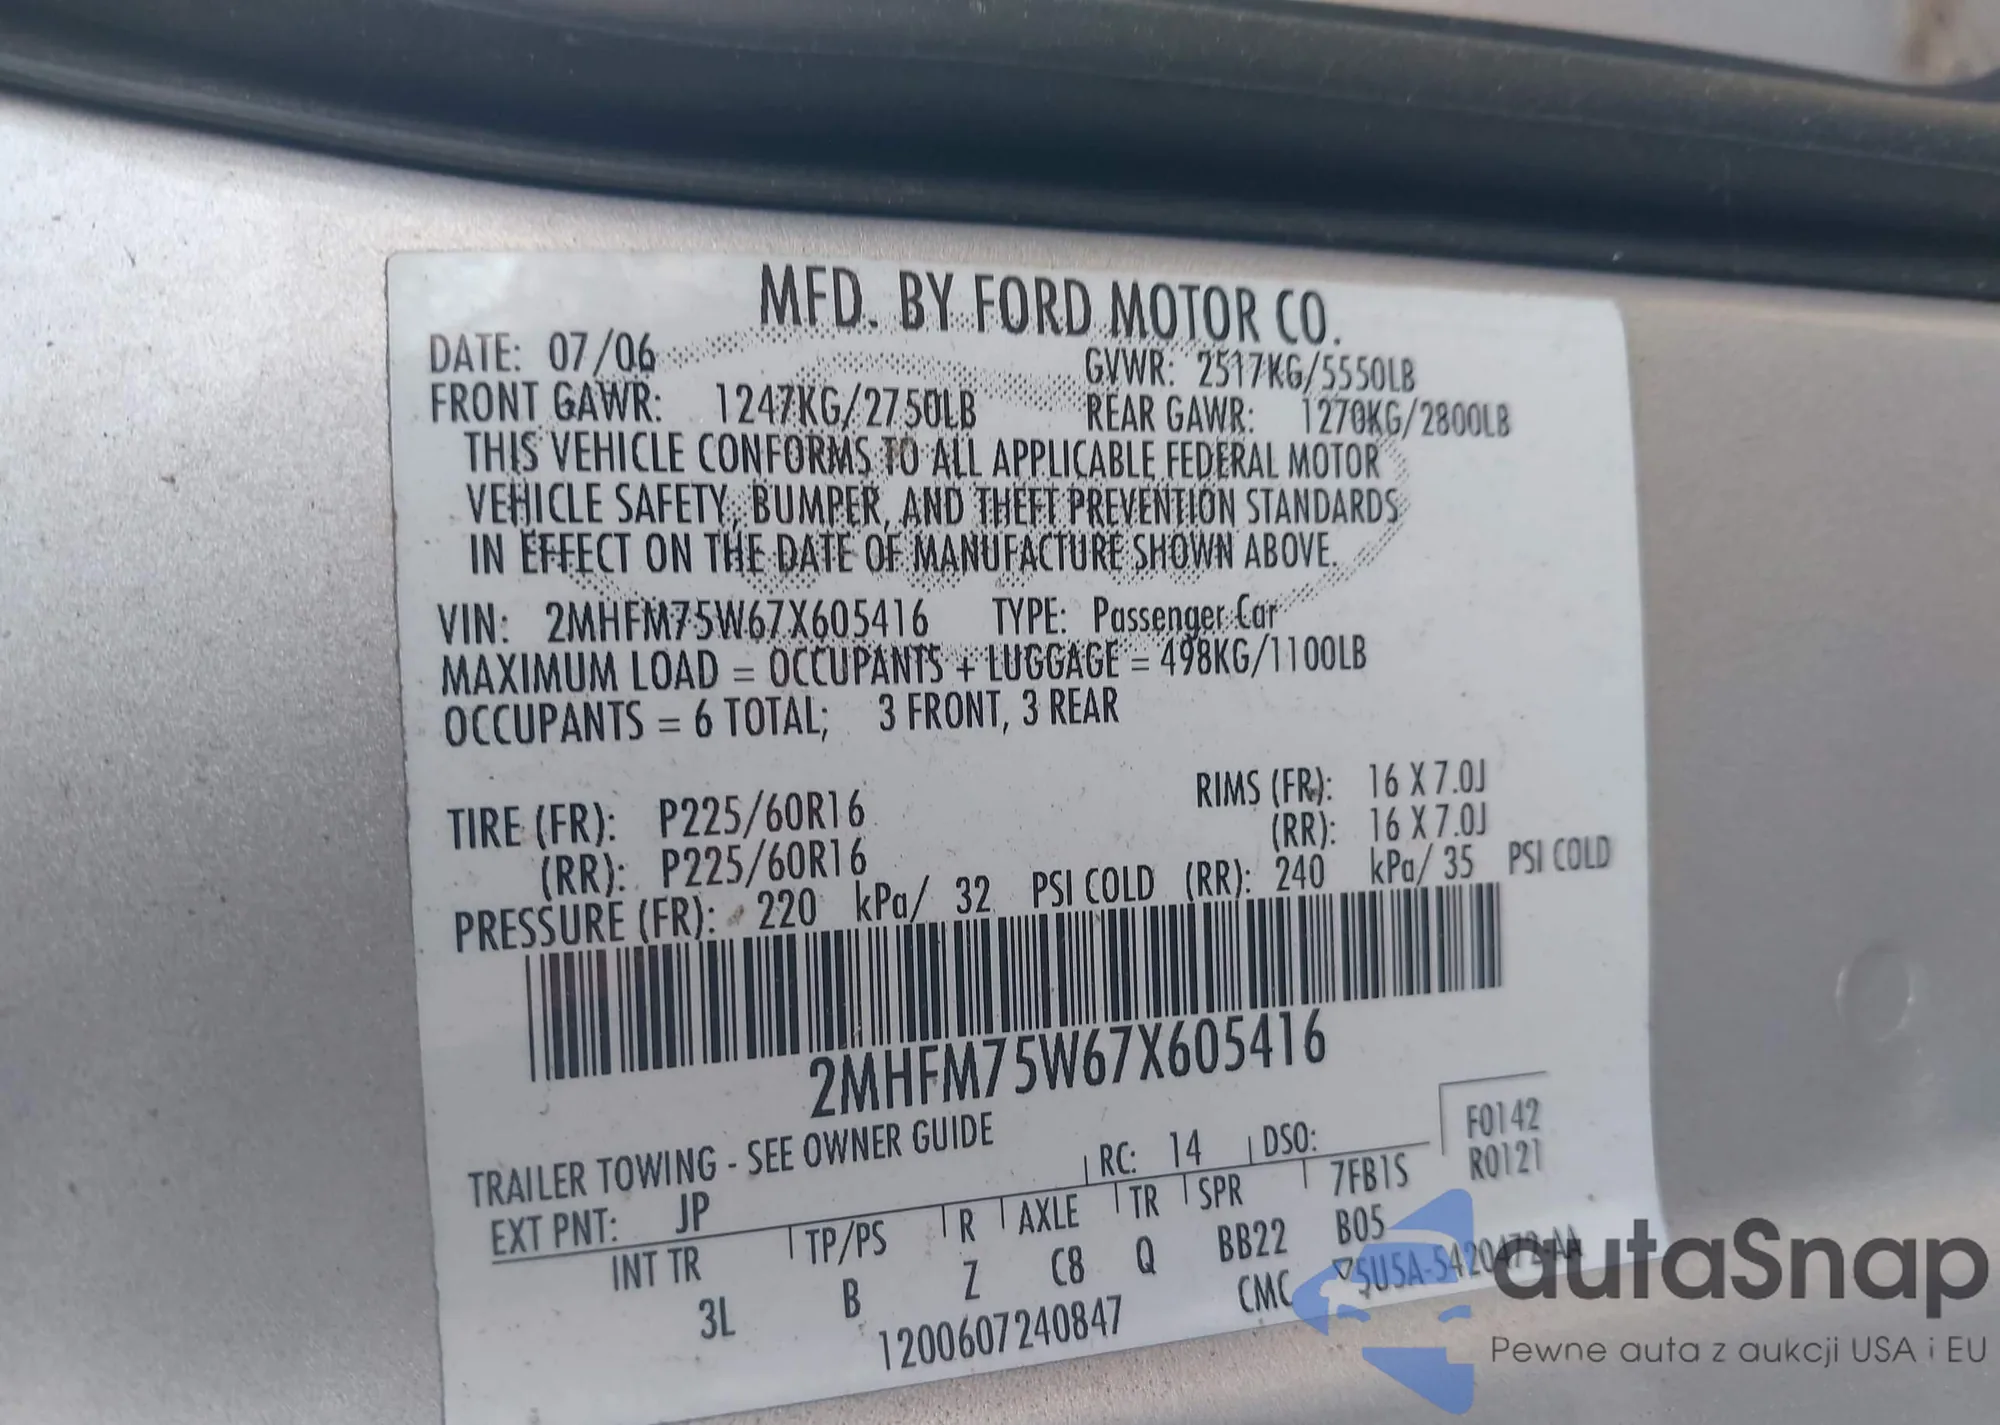 MFD. BY FORD MOTOR CO.
DATE: 07/06 GVWR: 2517KG/5550LB
FRONT GAWR: 1247KG/2750LB REAR GAWR: 1270KG/2800LB
THIS VEHICLE CONFORMS TO ALL APPLICABLE FEDERAL MOTOR
VEHICLE SAFETY, BUMPER, AND THEFT PREVENTION STANDARDS
IN EFFECT ON THE DATE OF MANUFACTURE SHOWN ABOVE.
VIN: 2MHFM75W67X605416 TYPE: Passenger Car
MAXIMUM LOAD = OCCUPANTS + LUGGAGE = 498KG/1100LB
OCCUPANTS = 6 TOTAL; 3 FRONT, 3 REAR
TIRE (FR): P225/60R16 RIMS (FR): 16 X 7.0J
(RR): P225/60R16 (RR): 16 X 7.0J
PRESSURE (FR): 220 kPa/ 32 PSI COLD (RR): 240 kPa/ 35 PSI COLD
2MHFM75W67X605416
TRAILER TOWING - SEE OWNER GUIDE
F0142
R0121
EXT PNT: JP RC: 14 DSO:
INT TR TP/PS R AXLE TR SPR 7FB1S
3L B Z C8 Q BB22 B05
1200607240847 CMC ▽5U5A-5420472-AA
autaSnap
Pewne auta z aukcji USA i EU